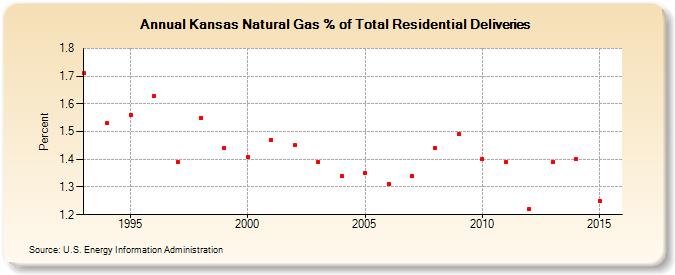 Annual Kansas Natural Gas % of Total Residential Deliveries
Percent
1.8
1.7
1.6
1.5
1.4
1.3
1.2
1995 2000 2005 2010 2015
Source: U.S. Energy Information Administration